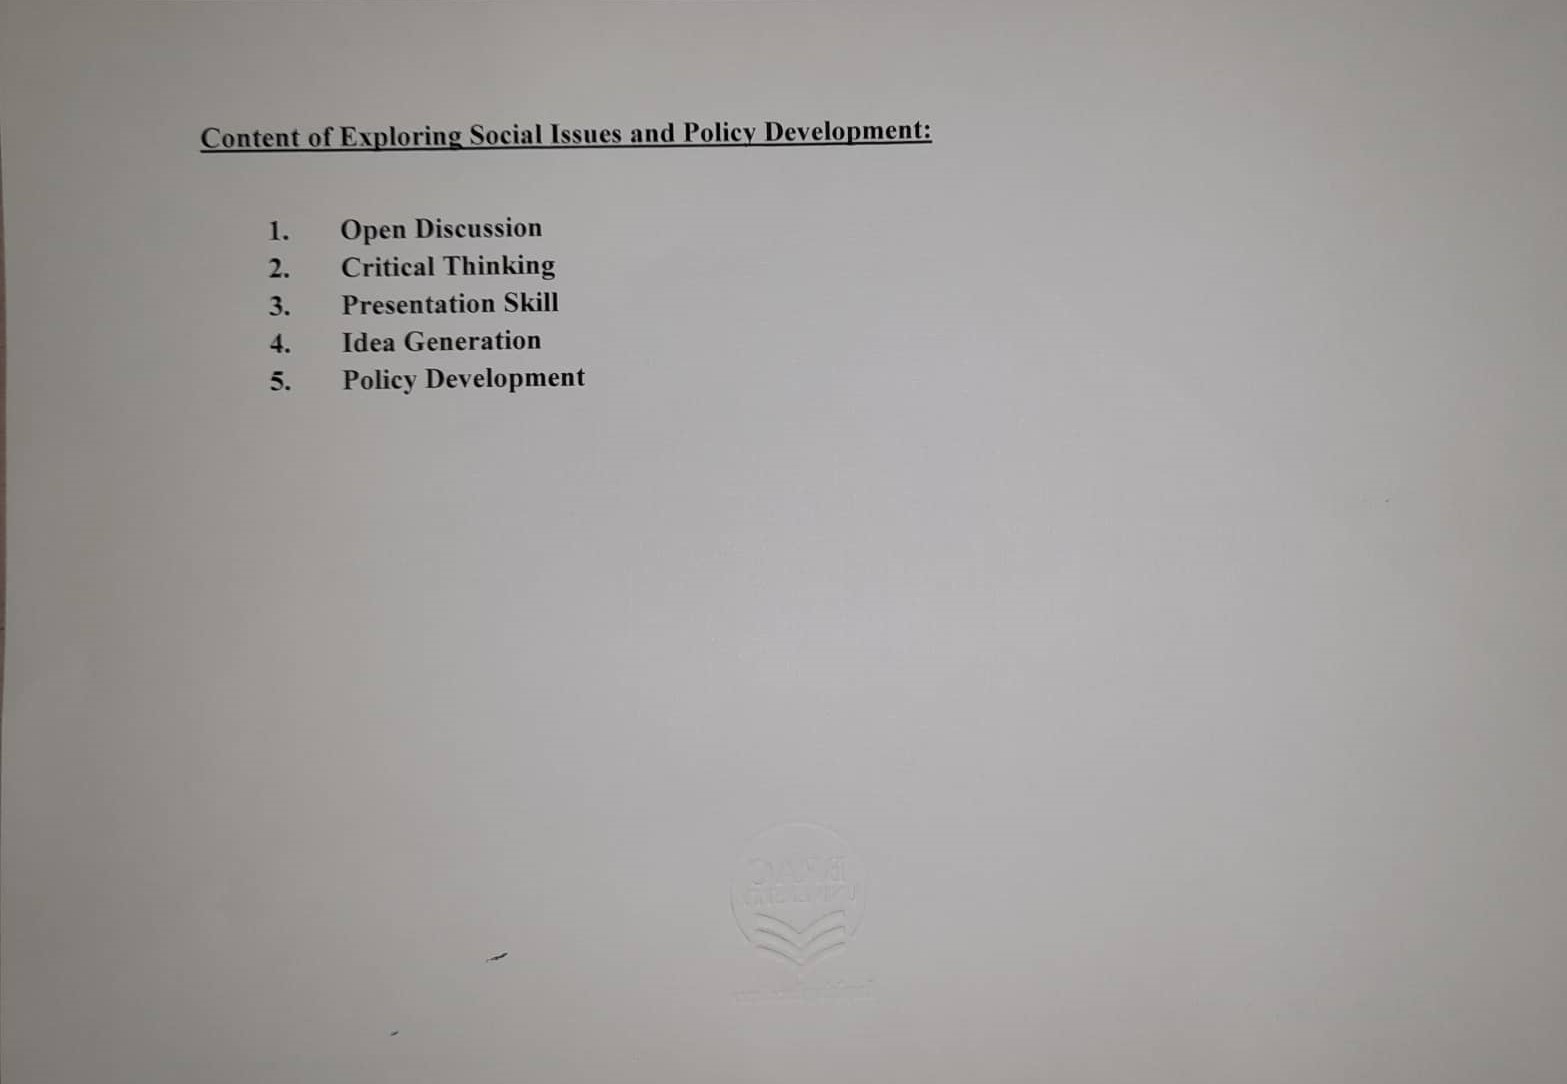 Content of Exploring Social Issues and Policy Development:
1. Open Discussion
2. Critical Thinking
3. Presentation Skill
4. Idea Generation
5. Policy Development